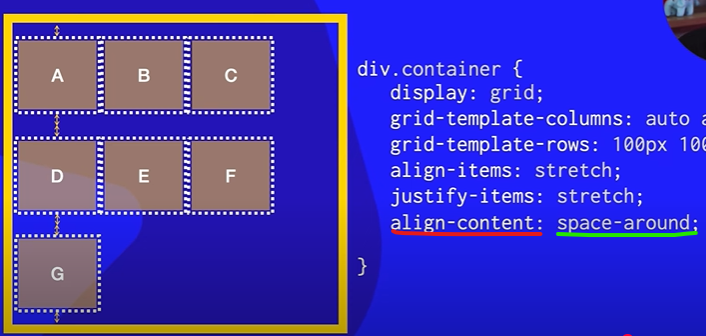 A B C
D E F
G
div.container {
display: grid;
grid-template-columns: auto
grid-template-rows: 100px
align-items: stretch;
justify-items: stretch;
align-content: space-around;
}